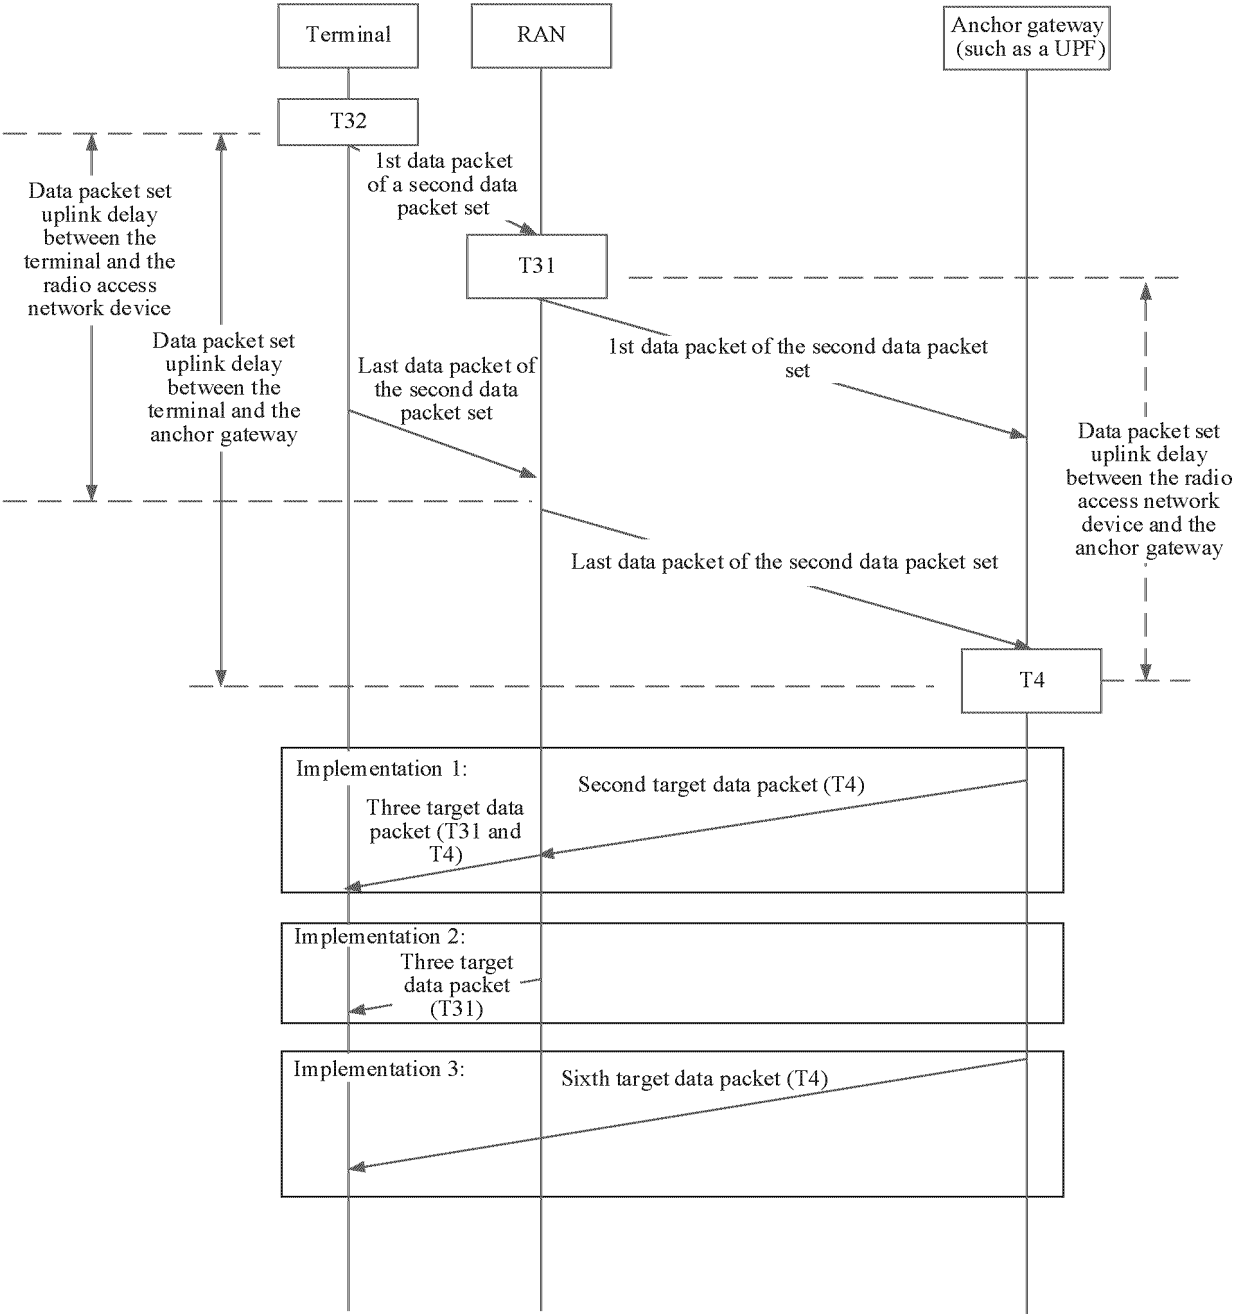 Terminal
RAN
Anchor gateway
(such as a UPF)
T32
1st data packet
of a second data
packet set
Data packet set
uplink delay
between the
terminal and the
radio access
network device
T31
Data packet set
uplink delay
between the
terminal and the
anchor gateway
1st data packet of the second data packet
set
Last data packet of
the second data
packet set
Data packet set
uplink delay
between the radio
access network
device and the
anchor gateway
Last data packet of the second data packet set
T4
Implementation 1:
Second target data packet (T4)
Three target data
packet (T31 and
T4)
Implementation 2:
Three target
data packet
(T31)
Implementation 3:
Sixth target data packet (T4)